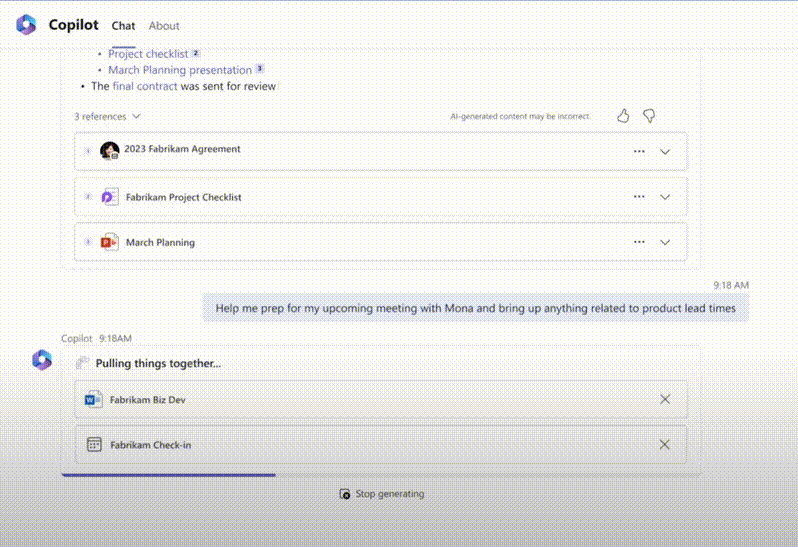 Copilot Chat About
• Project checklist 2
• March Planning presentation 3
• The final contract was sent for review
3 references
AI-generated content may be incorrect.
1 2023 Fabrikam Agreement
2 Fabrikam Project Checklist
3 March Planning
9:18 AM
Help me prep for my upcoming meeting with Mona and bring up anything related to product lead times
Copilot 9:18AM
Pulling things together...
Fabrikam Biz Dev
Fabrikam Check-in
Stop generating